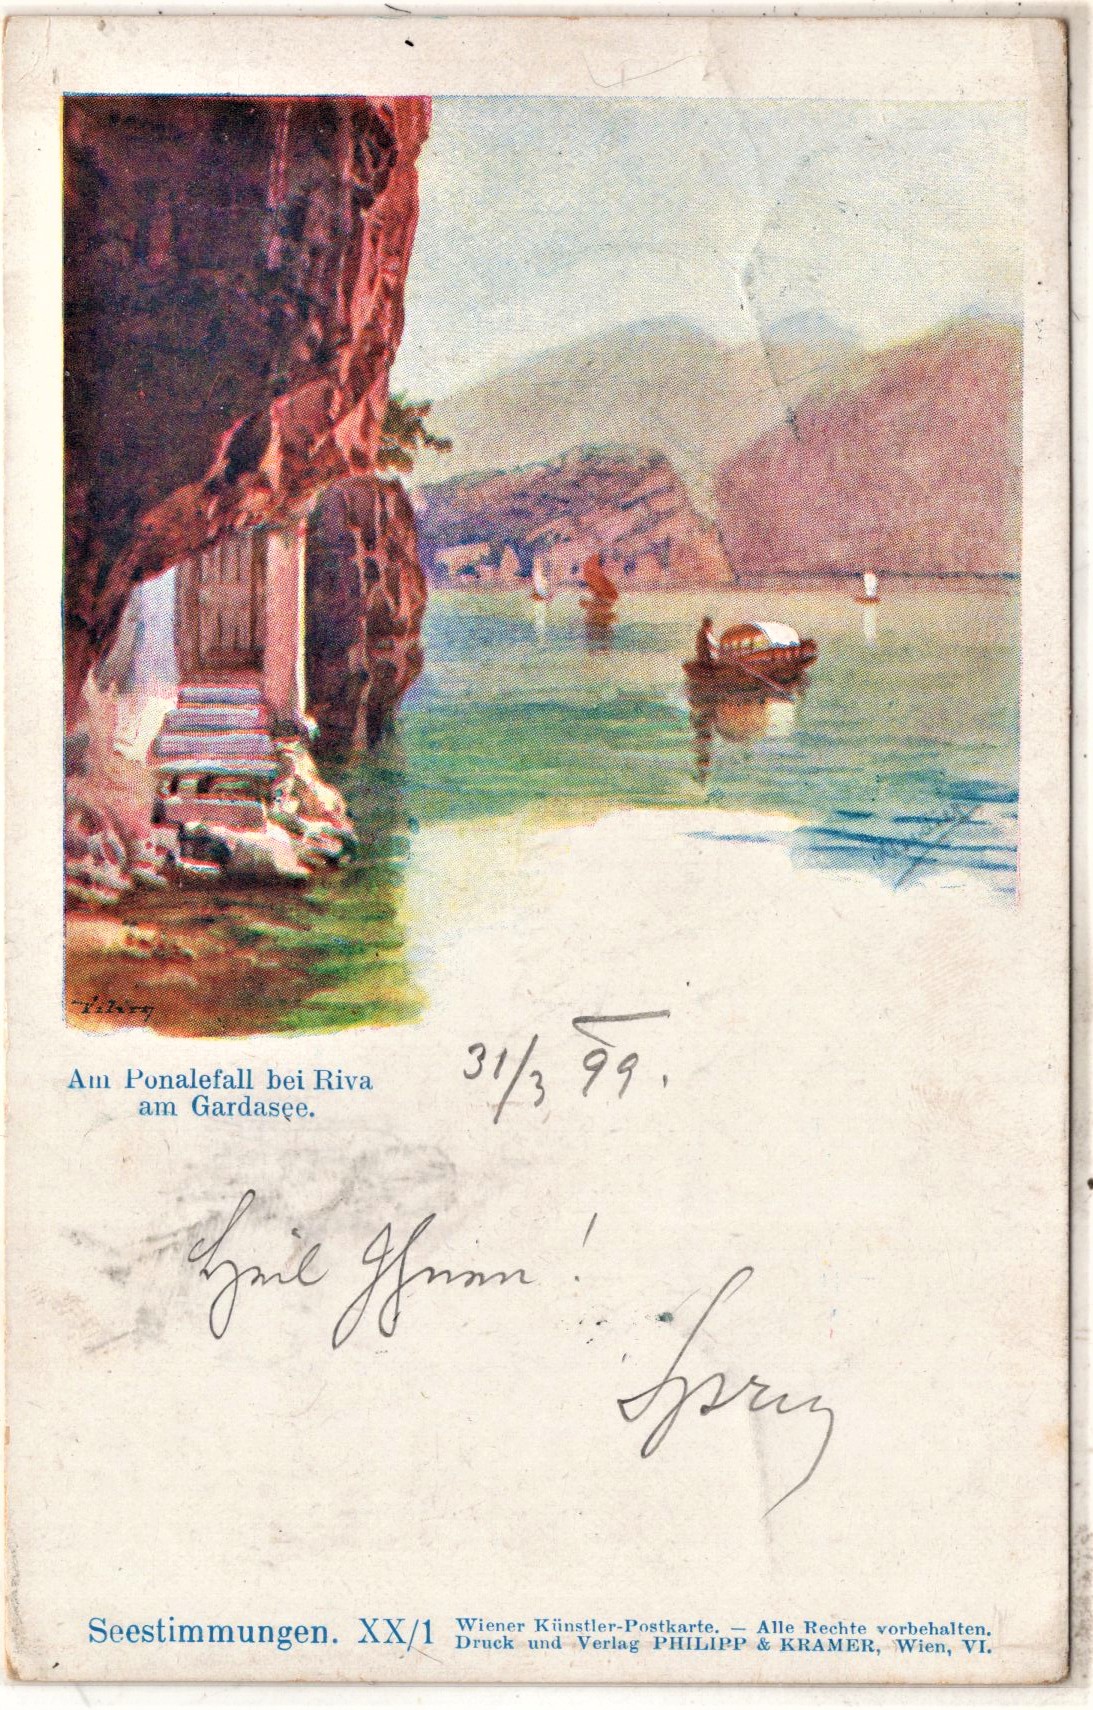 Am Ponalefall bei Riva
am Gardasee.
31/3 99.
Heil Ihnen!
Seestimmungen. XX/1
Wiener Künstler-Postkarte. — Alle Rechte vorbehalten.
Druck und Verlag PHILIPP & KRAMER, Wien, VI.